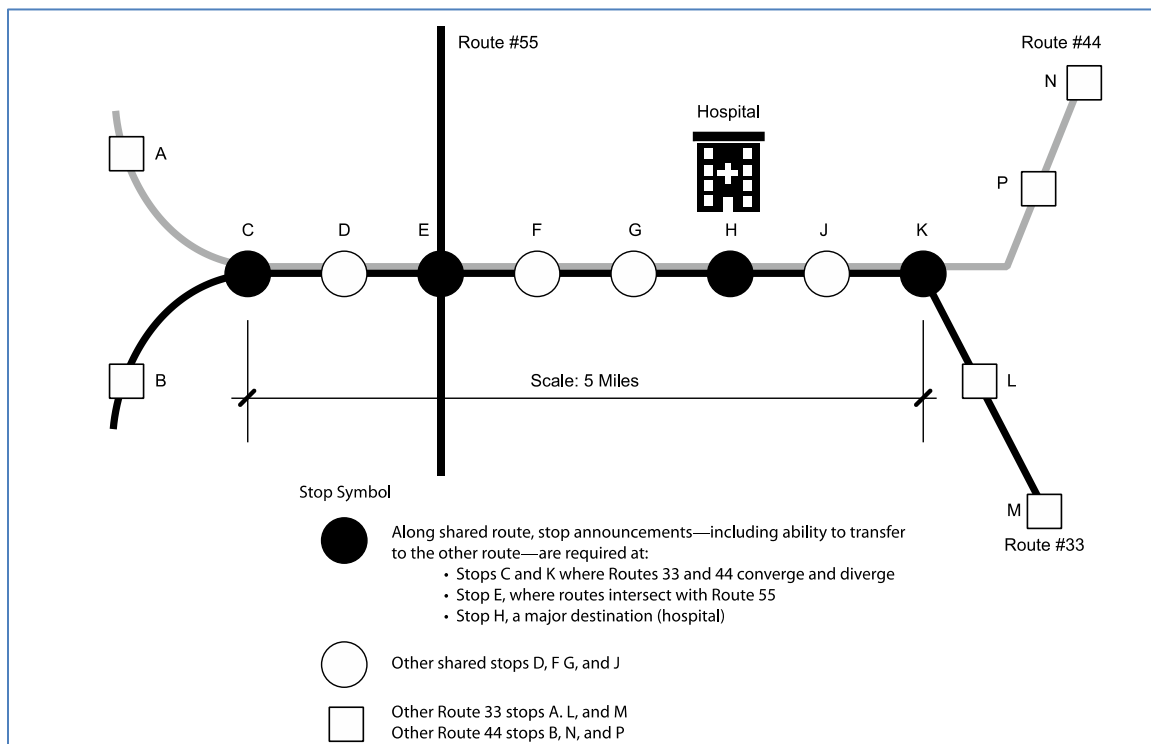 Route #55
Route #44
N
Hospital
A
P
C
D
E
F
G
H
J
K
B
Scale: 5 Miles
L
M
Route #33
Stop Symbol
Along shared route, stop announcements—including ability to transfer
to the other route—are required at:
• Stops C and K where Routes 33 and 44 converge and diverge
• Stop E, where routes intersect with Route 55
• Stop H, a major destination (hospital)
Other shared stops D, F G, and J
Other Route 33 stops A. L, and M
Other Route 44 stops B, N, and P